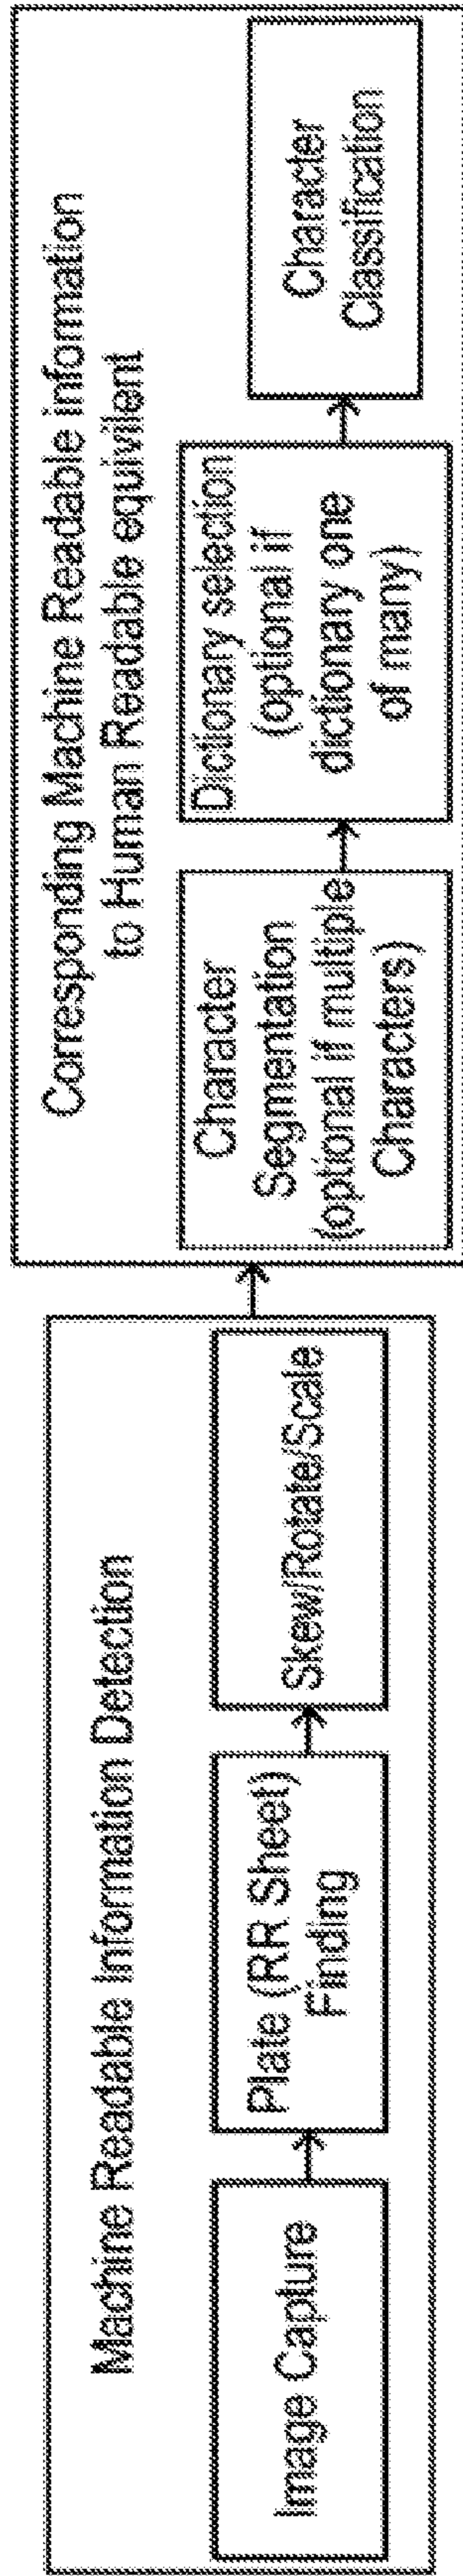 Machine Readable Information Detection
Image Capture
Plate (RR Sheet)
Finding
Skew/Rotate/Scale
Corresponding Machine Readable information
to Human Readable equivilent
Character
Segmentation
(optional if multiple
Characters)
Dictionary selection
(optional if
dictionary one
of many)
Character
Classification